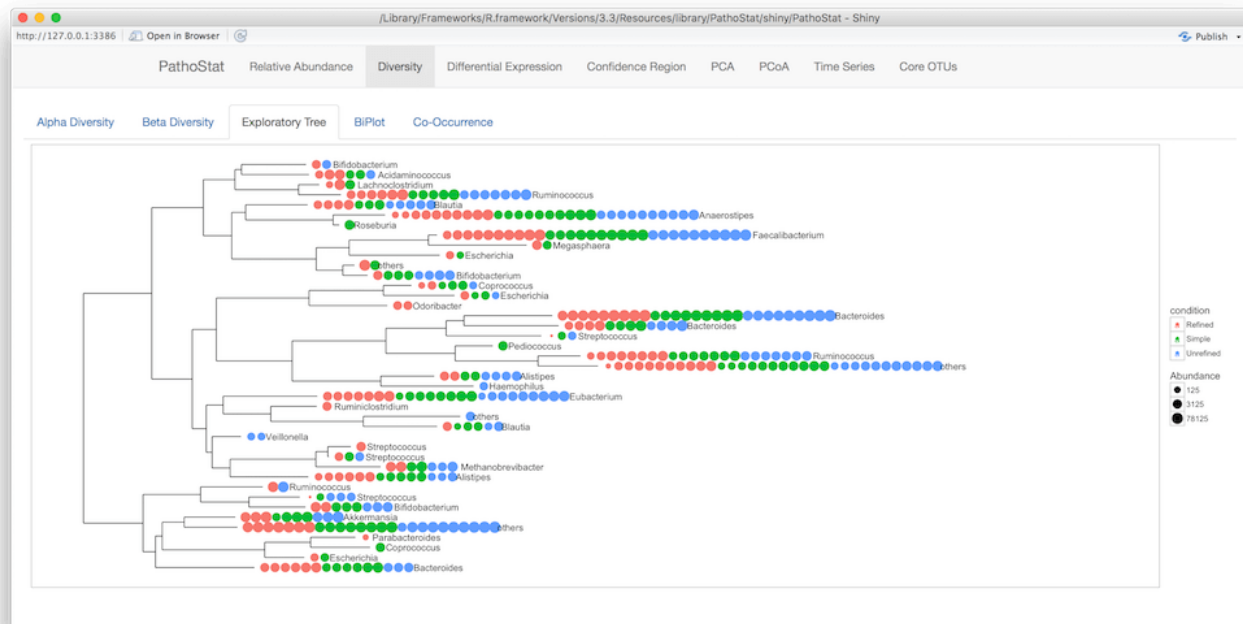 /Library/Frameworks/R.framework/Versions/3.3/Resources/library/PathoStat/shiny/PathoStat - Shiny
http://127.0.0.1:3386 Open in Browser Publish
PathoStat Relative Abundance Diversity Differential Expression Confidence Region PCA PCoA Time Series Core OTUs
Alpha Diversity Beta Diversity Exploratory Tree BiPlot Co-Occurrence
Bifidobacterium
Acidaminococcus
Lachnoclostridium
Ruminococcus
Blautia
Anaerostipes
Roseburia
Faecalibacterium
Megasphaera
Escherichia
others
Bifidobacterium
Coprococcus
Escherichia
Odoribacter
Bacteroides
Bacteroides
Streptococcus
Pediococcus
Ruminococcus
others
Alistipes
Haemophilus
Eubacterium
Ruminiclostridium
others
Blautia
Veillonella
Streptococcus
Streptococcus
Methanobrevibacter
Alistipes
Ruminococcus
Streptococcus
Bifidobacterium
Akkermansia
others
Parabacteroides
Coprococcus
Escherichia
Bacteroides
condition
Refined
Simple
Unrefined
Abundance
125
3125
78125